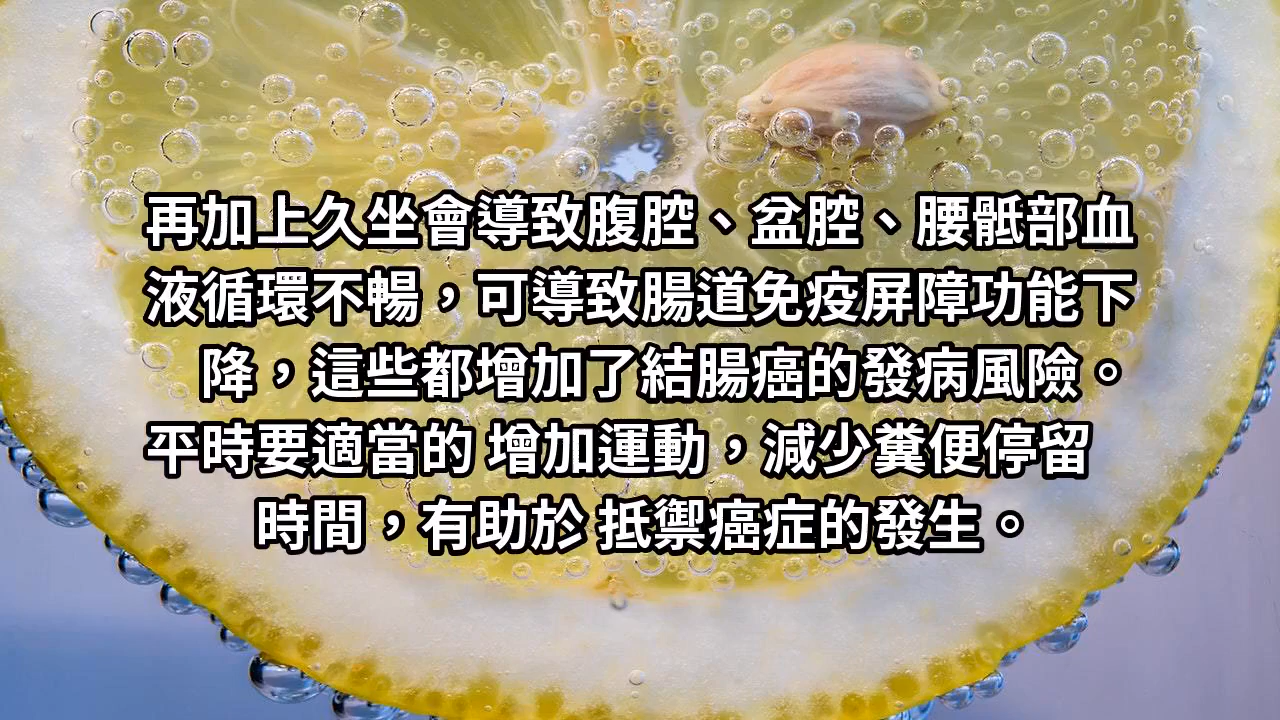 再加上久坐會導致腹腔、盆腔、腰骶部血
液循環不暢，可導致腸道免疫屏障功能下
降，這些都增加了結腸癌的發病風險。
平時要適當的 增加運動，減少糞便停留
時間，有助於 抵禦癌症的發生。